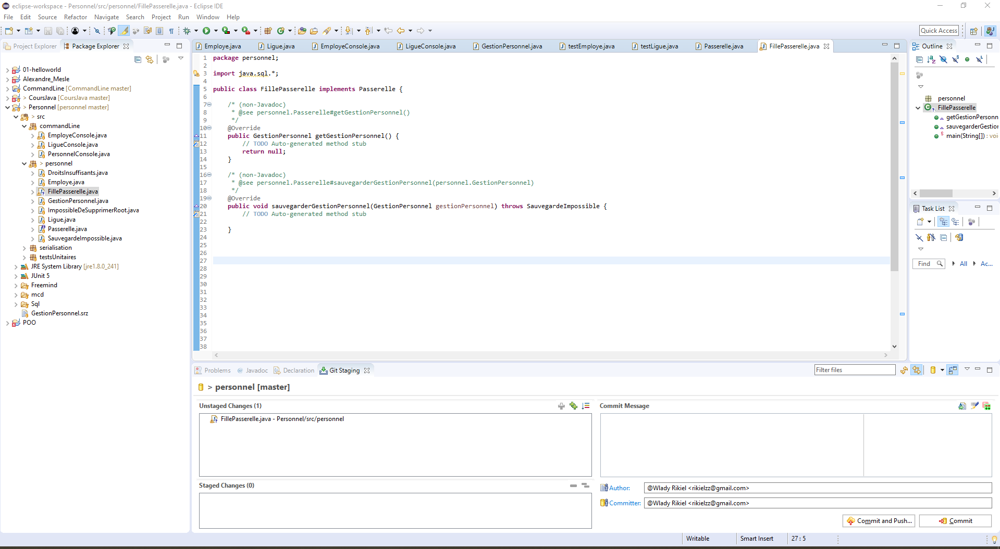 eclipse-workspace - Personnel/src/personnel/FillePasserelle.java - Eclipse IDE
File Edit Source Refactor Navigate Search Project Run Window Help
Quick Access
Project Explorer Package Explorer
01-helloworld
Alexandre_Mesle
CommandLine [CommandLine master]
> CoursJava [CoursJava master]
> Personnel [personnel master]
> src
commandLine
EmployeConsole.java
LigueConsole.java
PersonnelConsole.java
> personnel
DroitsInsuffisants.java
Employe.java
FillePasserelle.java
GestionPersonnel.java
ImpossibleDeSupprimerRoot.java
Ligue.java
Passerelle.java
SauvegardeImpossible.java
serialisation
testsUnitaires
JRE System Library [jre1.8.0_241]
JUnit 5
Freemind
mcd
Sql
GestionPersonnel.srz
POO
Employe.java Ligue.java EmployeConsole.java LigueConsole.java GestionPersonnel.java testEmploye.java testLigue.java Passerelle.java FillePasserelle.java
1 package personnel;
2
3 import java.sql.*;
4
5 public class FillePasserelle implements Passerelle {
6
7 /* (non-Javadoc)
8 * @see personnel.Passerelle#getGestionPersonnel()
9 */
10 @Override
11 public GestionPersonnel getGestionPersonnel() {
12 // TODO Auto-generated method stub
13 return null;
14 }
15
16 /* (non-Javadoc)
17 * @see personnel.Passerelle#sauvegarderGestionPersonnel(personnel.GestionPersonnel)
18 */
19 @Override
20 public void sauvegarderGestionPersonnel(GestionPersonnel gestionPersonnel) throws SauvegardeImpossible {
21 // TODO Auto-generated method stub
22
23 }
24
25
26
27
28
29
30
31
32
33
34
35
36
37
38
Outline
personnel
FillePasserelle
getGestionPersonn
sauvegarderGestior
main(String[]) : voi
Task List
Find All Ac...
Problems @ Javadoc Declaration Git Staging
Filter files
> personnel [master]
Unstaged Changes (1)
FillePasserelle.java - Personnel/src/personnel
Staged Changes (0)
Commit Message
Author: @Wlady Rikiel <rikielzz@gmail.com>
Committer: @Wlady Rikiel <rikielzz@gmail.com>
Commit and Push... Commit
Writable Smart Insert 27 : 5